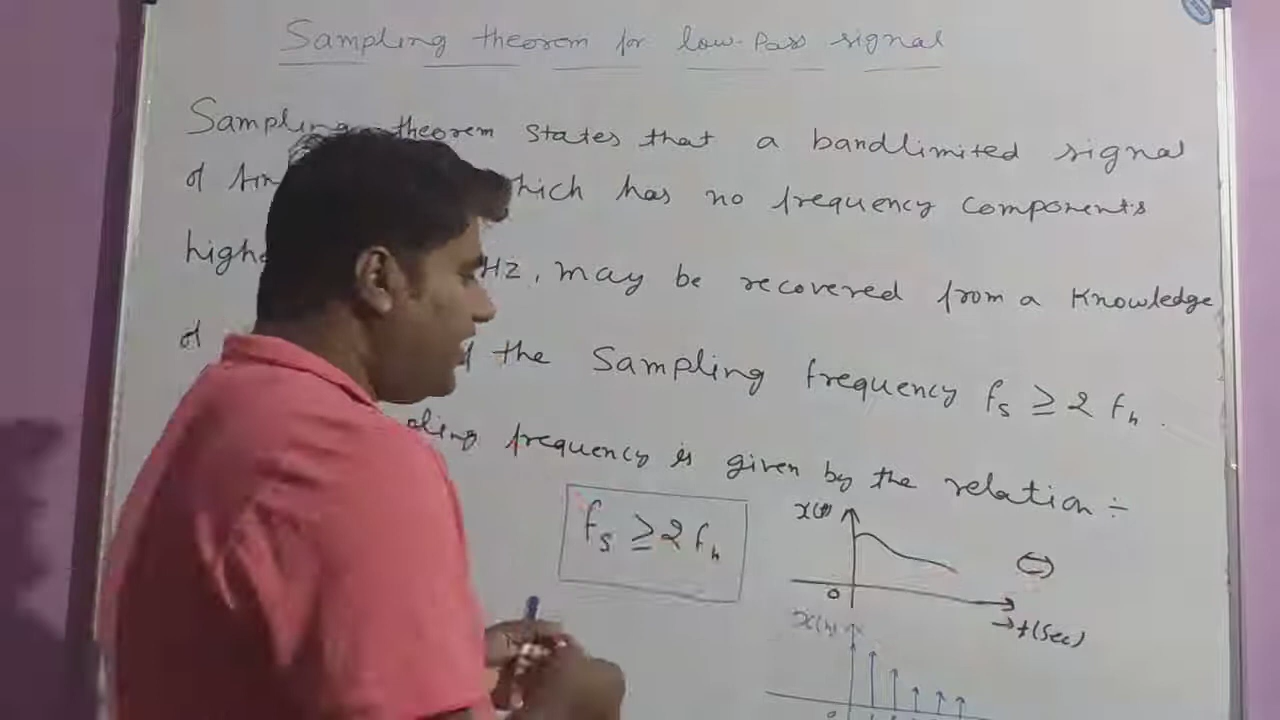 Sampling theorem for low-Pass signal
Sampling theorem states that a bandlimited signal
of which has no frequency components
Hz, may be recovered from a Knowledge
of the Sampling frequency fs ≥ 2 fh.
frequency is given by the relation ÷
fs ≥ 2 fh
x(t)
0
→ t(sec)
x(n)
0